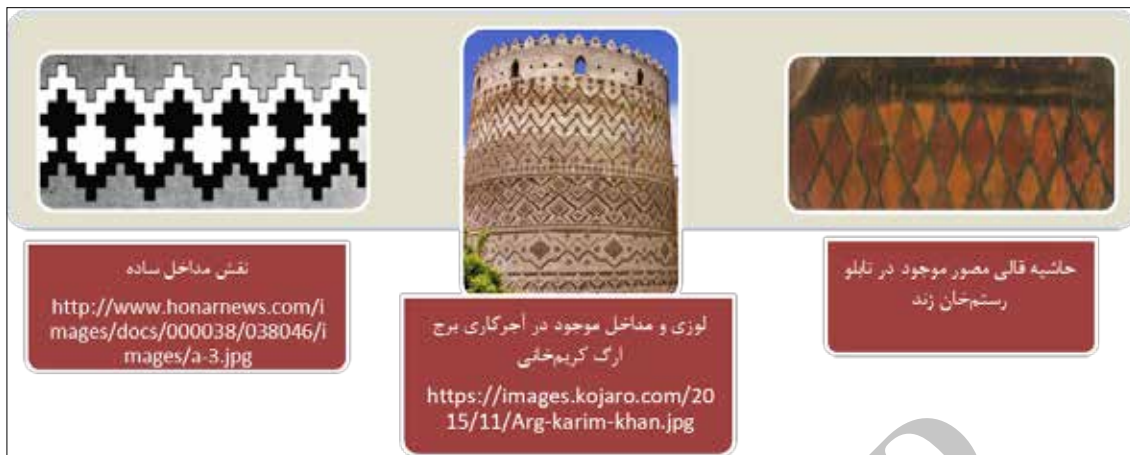 حاشیه قالی مصور موجود در تابلو
رستم‌خان زند
لوزی و مداخل موجود در آجرکاری برج
ارگ کریم‌خانی
https://images.kojaro.com/20
15/11/Arg-karim-khan.jpg
نقش مداخل ساده
http://www.honarnews.com/i
mages/docs/000038/038046/i
mages/a-3.jpg